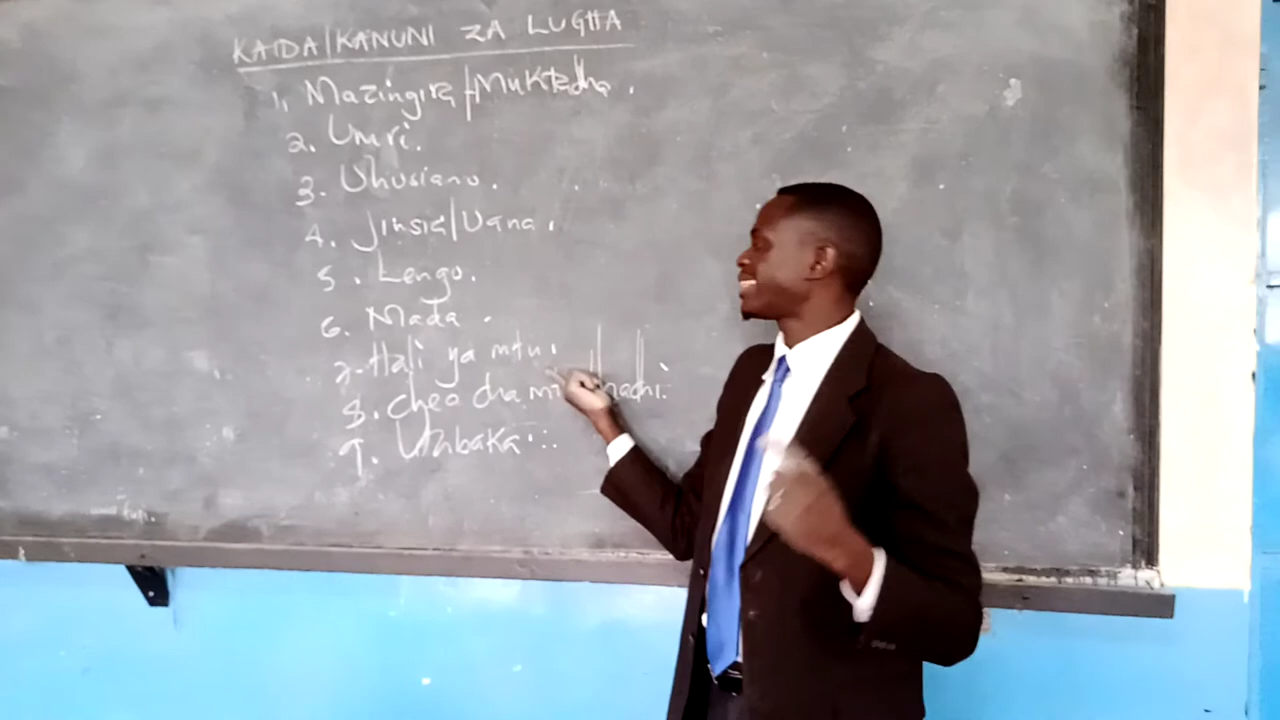 KAIDA/KANUNI ZA LUGHA
1. Mazingira/Muktadha.
2. Umri.
3. Uhusiano.
4. Jinsia/Uana.
5. Lengo.
6. Mada.
7. Hali ya mtu.
8. Cheo cha
9. Utabaka...